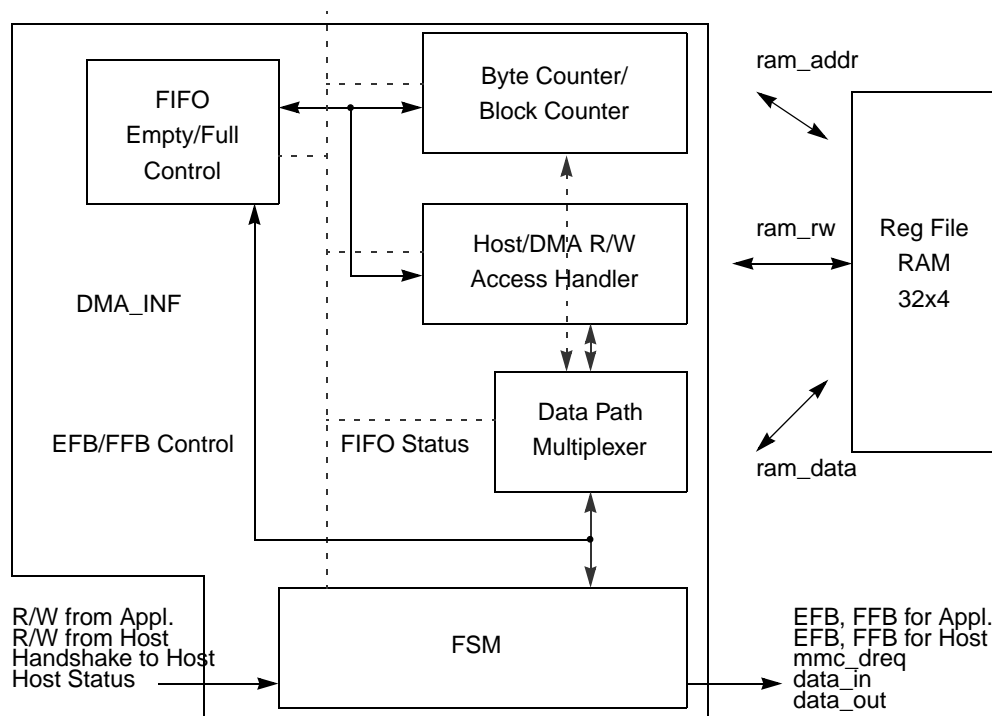 FIFO
Empty/Full
Control
Byte Counter/
Block Counter
ram_addr
Host/DMA R/W
Access Handler
ram_rw
Reg File
RAM
32x4
DMA_INF
Data Path
Multiplexer
EFB/FFB Control
FIFO Status
ram_data
R/W from Appl.
R/W from Host
Handshake to Host
Host Status
FSM
EFB, FFB for Appl.
EFB, FFB for Host
mmc_dreq
data_in
data_out